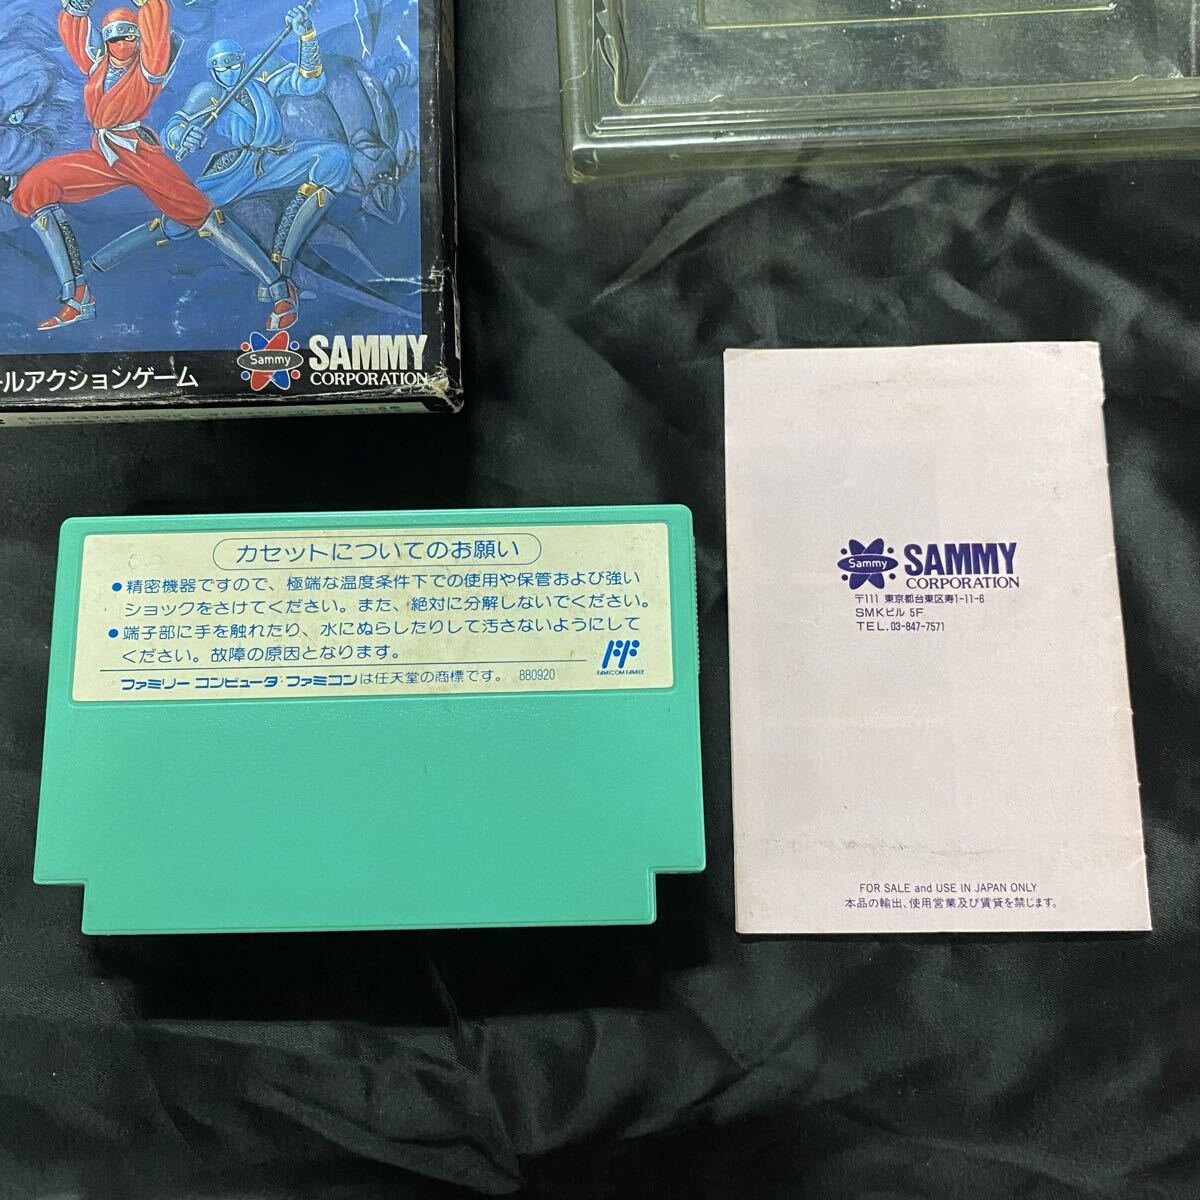 Sammy
SAMMY
CORPORATION
ールアクションゲーム
カセットについてのお願い
●精密機器ですので、極端な温度条件下での使用や保管および強い
ショックをさけてください。また、絶対に分解しないでください。
●端子部に手を触れたり、水にぬらしたりして汚さないようにして
ください。故障の原因となります。
FAMICOM FAMILY
ファミリーコンピュータ・ファミコンは任天堂の商標です。 880920
Sammy
SAMMY
CORPORATION
〒111 東京都台東区寿1-11-6
SMKビル 5F
TEL.03-847-7571
FOR SALE and USE IN JAPAN ONLY
本品の輸出、使用営業及び賃貸を禁じます。